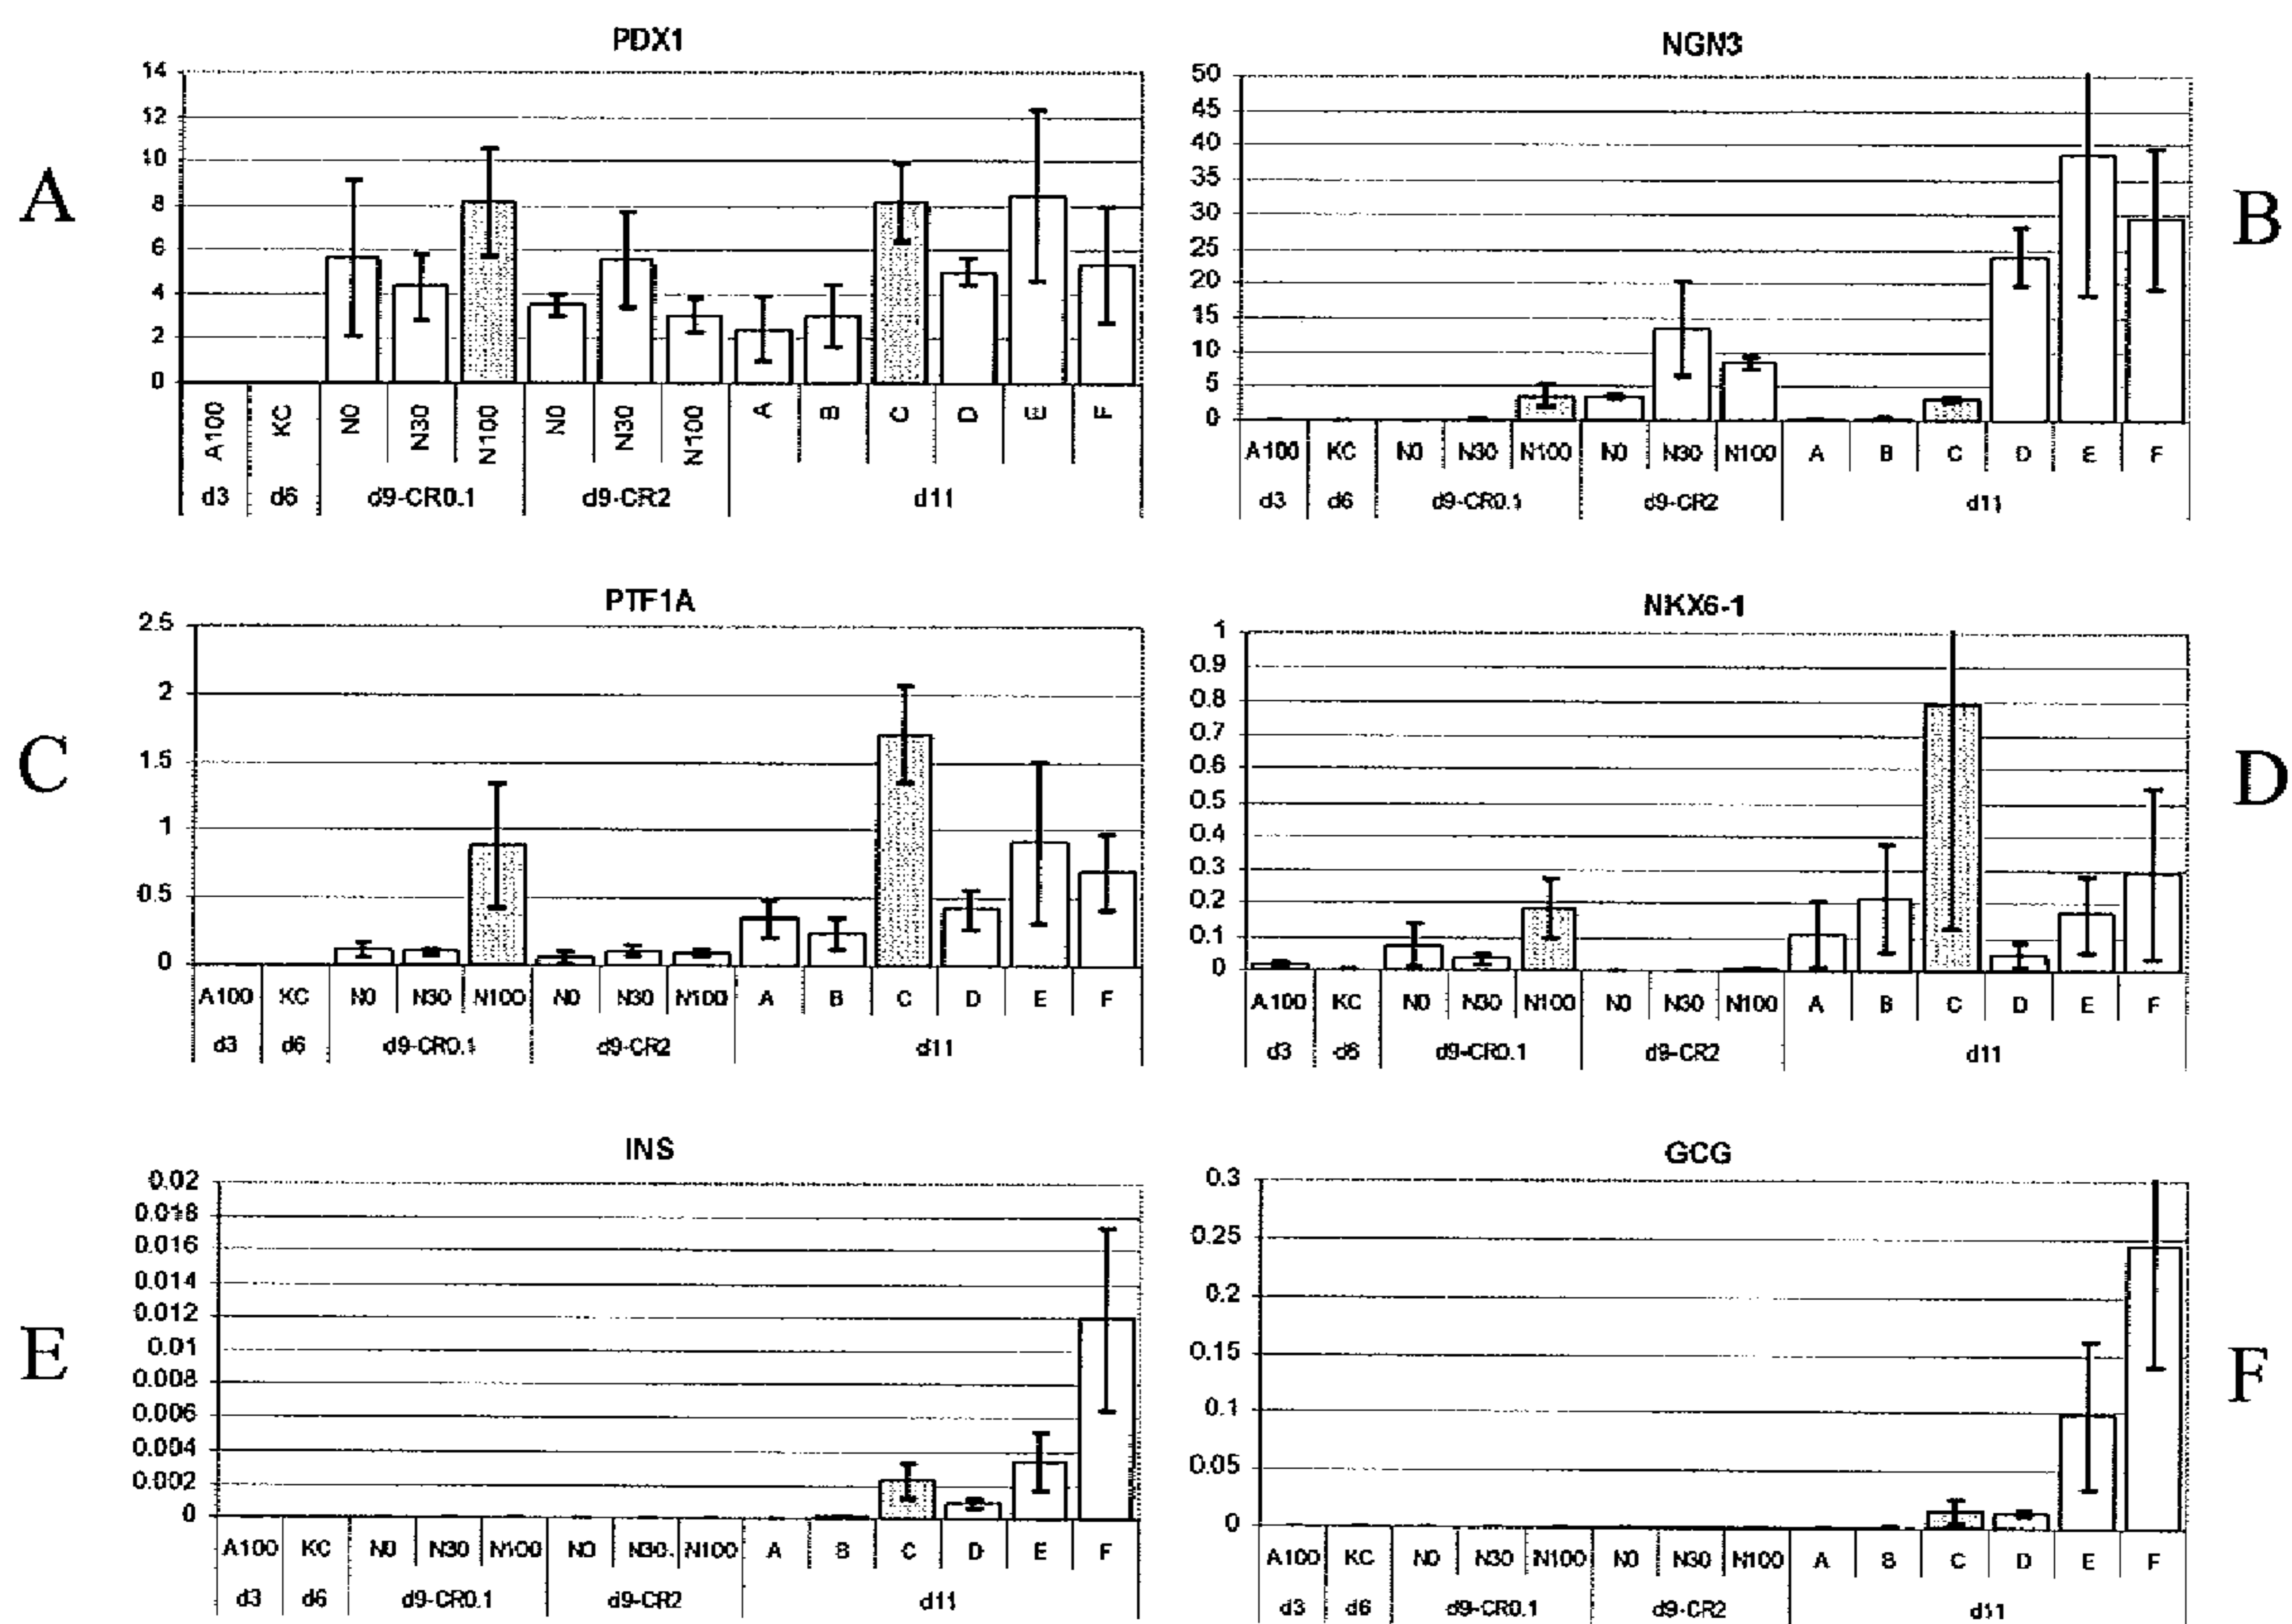 PDX1
14
12
10
8
6
4
2
0
A100 KC N0 N30 N100 N0 N30 N100 A B C D E F
d3 d6 d9-CR0.1 d9-CR2 d11
A
NGN3
50
45
40
35
30
25
20
15
10
5
0
A100 KC N0 N30 N100 N0 N30 N100 A B C D E F
d3 d6 d9-CR0.1 d9-CR2 d11
B
PTF1A
2.5
2
1.5
1
0.5
0
A100 KC N0 N30 N100 N0 N30 N100 A B C D E F
d3 d6 d9-CR0.1 d9-CR2 d11
C
NKX6-1
1
0.9
0.8
0.7
0.6
0.5
0.4
0.3
0.2
0.1
0
A100 KC N0 N30 N100 N0 N30 N100 A B C D E F
d3 d6 d9-CR0.1 d9-CR2 d11
D
INS
0.02
0.018
0.016
0.014
0.012
0.01
0.008
0.006
0.004
0.002
0
A100 KC N0 N30 N100 N0 N30. N100 A B C D E F
d3 d6 d9-CR0.1 d9-CR2 d11
E
GCG
0.3
0.25
0.2
0.15
0.1
0.05
0
A100 KC N0 N30 N100 N0 N30 N100 A B C D E F
d3 d6 d9-CR0.1 d9-CR2 d11
F